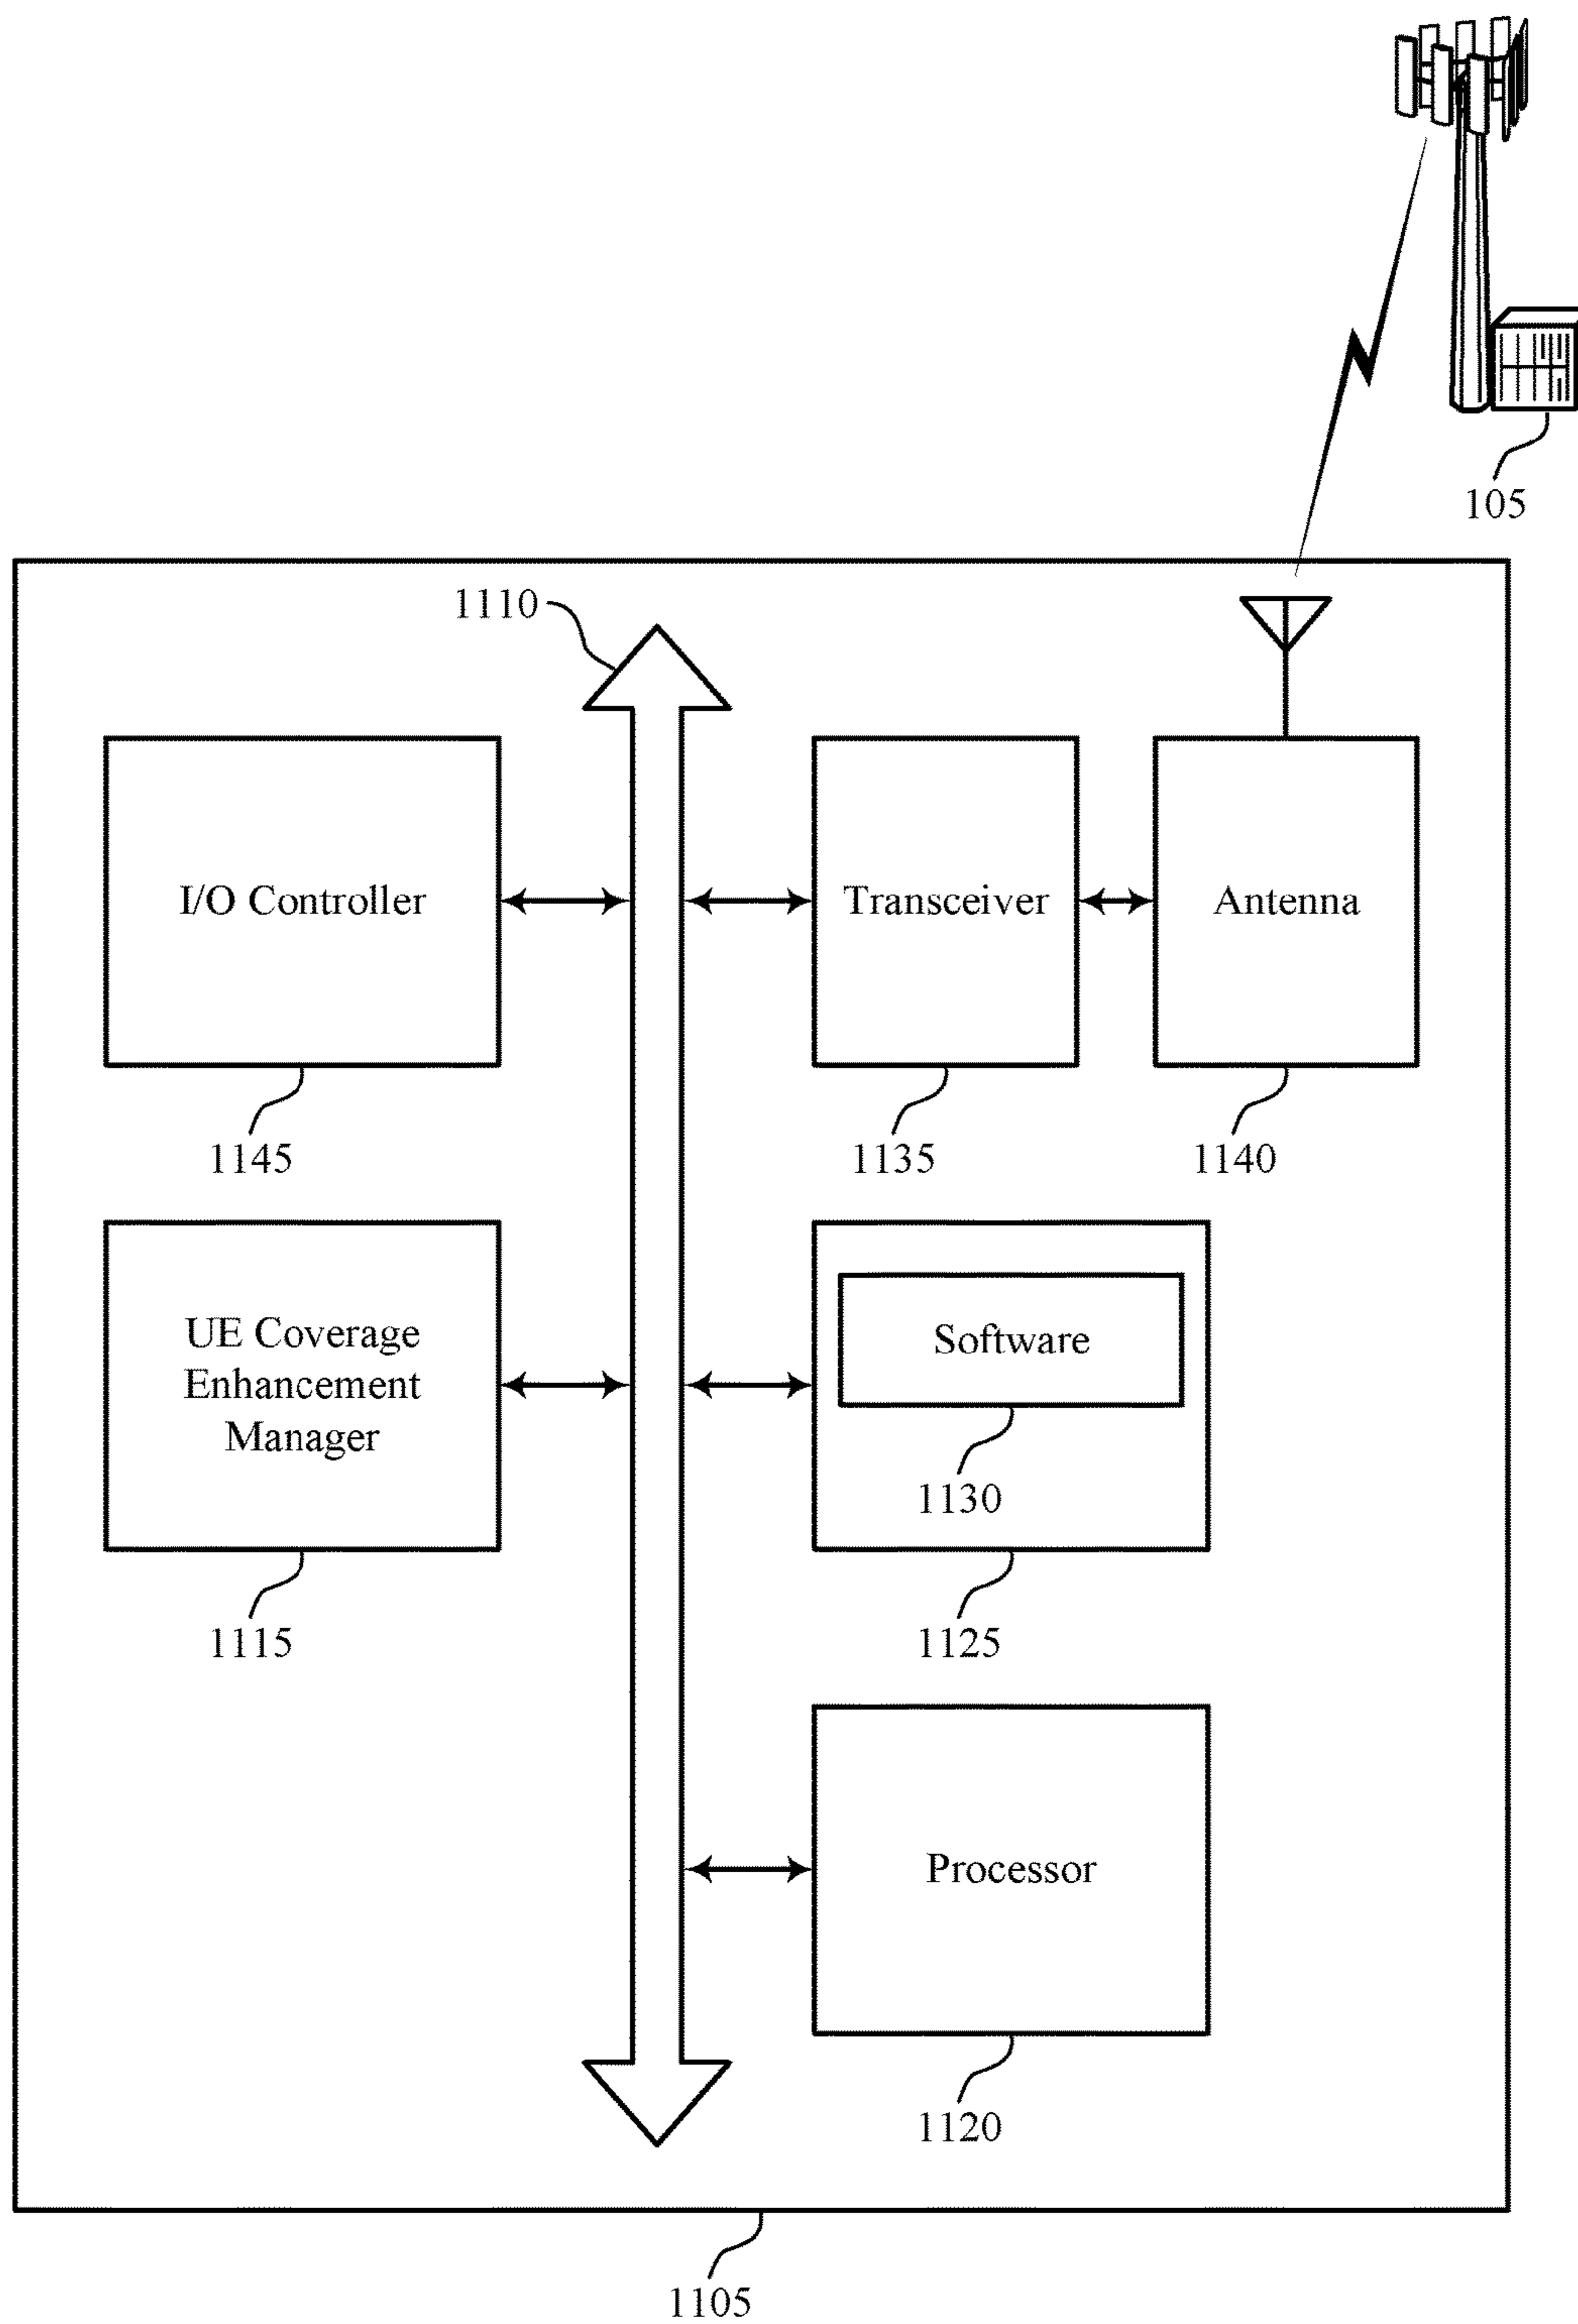 105
1110
I/O Controller
Transceiver
Antenna
1145
1135
1140
UE Coverage
Enhancement
Manager
Software
1130
1115
1125
Processor
1120
1105